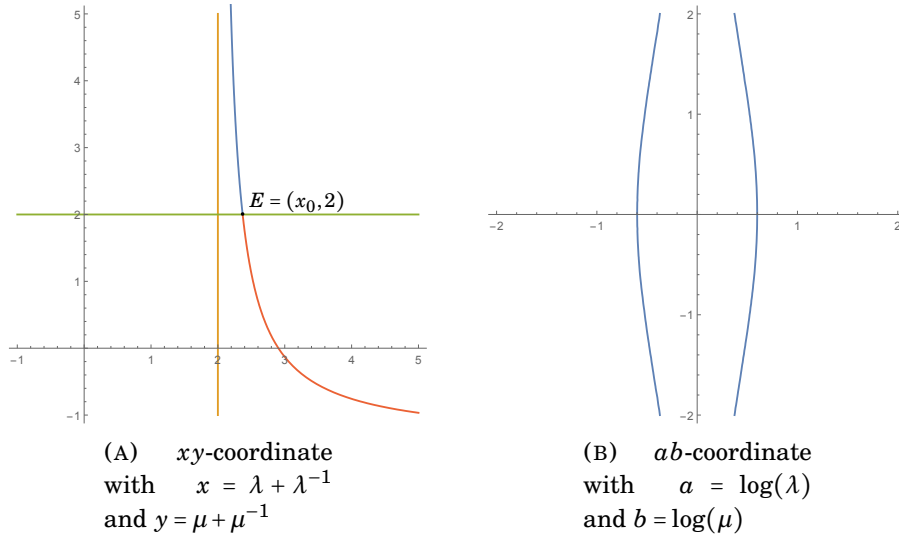 5
4
3
2
1
−1
−1
1
2
3
4
5
E = (x₀, 2)
2
1
−1
−2
−2
−1
1
2
(A) xy-coordinate
with x = λ + λ⁻¹
and y = μ + μ⁻¹
(B) ab-coordinate
with a = log(λ)
and b = log(μ)